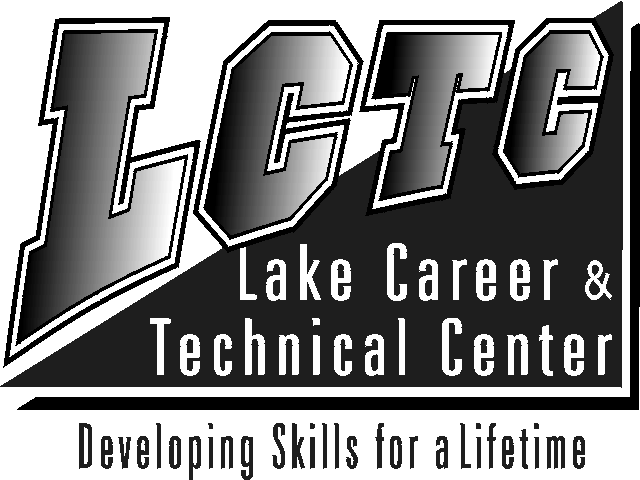 LCTC
Lake Career &
Technical Center
Developing Skills for a Lifetime